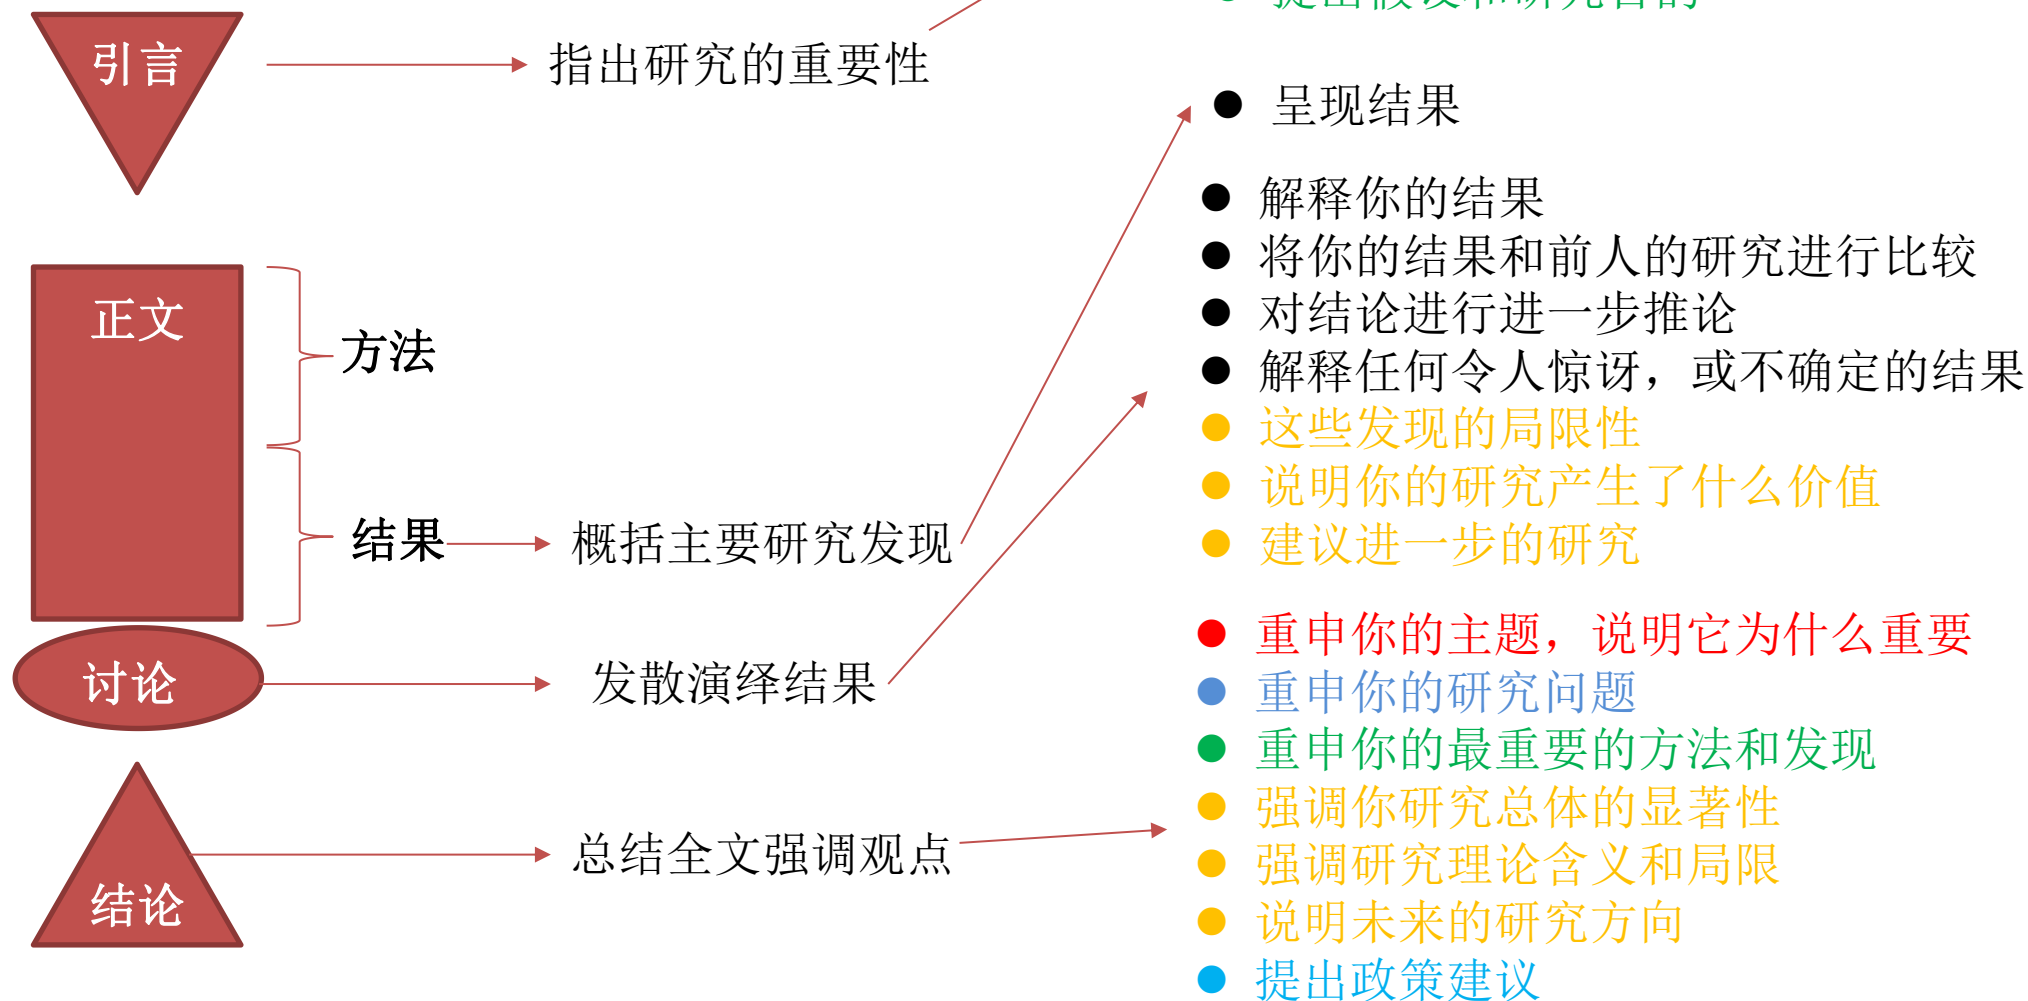 提出假设和研究目的
引言
指出研究的重要性
呈现结果
解释你的结果
将你的结果和前人的研究进行比较
正文
对结论进行进一步推论
方法
解释任何令人惊讶，或不确定的结果
这些发现的局限性
说明你的研究产生了什么价值
结果
概括主要研究发现
建议进一步的研究
重申你的主题，说明它为什么重要
讨论
发散演绎结果
重申你的研究问题
重申你的最重要的方法和发现
强调你研究总体的显著性
总结全文强调观点
强调研究理论含义和局限
结论
说明未来的研究方向
提出政策建议